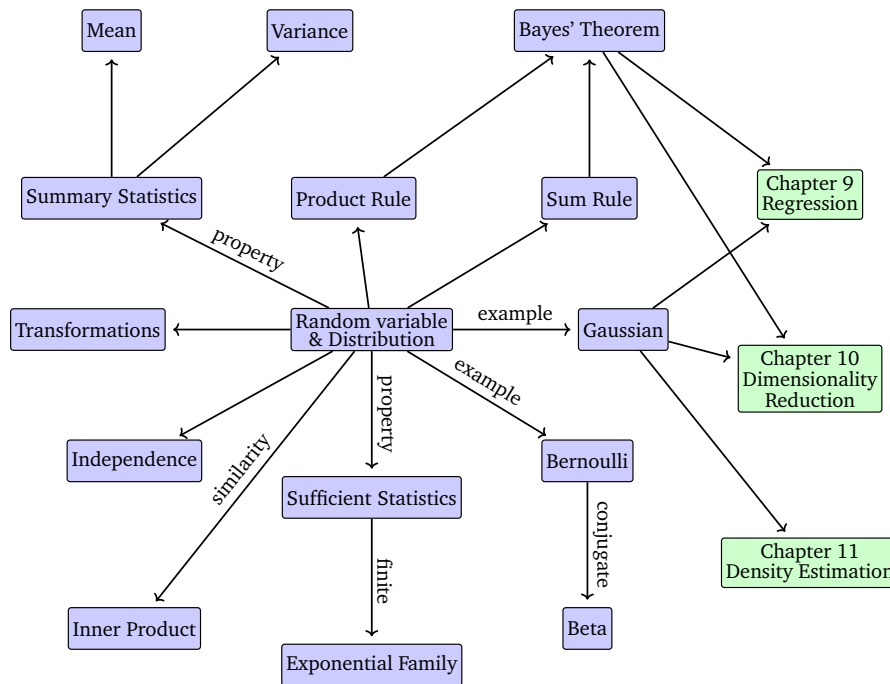 Mean
Variance
Bayes’ Theorem
Summary Statistics
Product Rule
Sum Rule
Chapter 9
Regression
property
Transformations
Random variable
& Distribution
example
Gaussian
Chapter 10
Dimensionality
Reduction
property
example
similarity
Independence
Bernoulli
Sufficient Statistics
conjugate
Chapter 11
Density Estimation
finite
Inner Product
Beta
Exponential Family